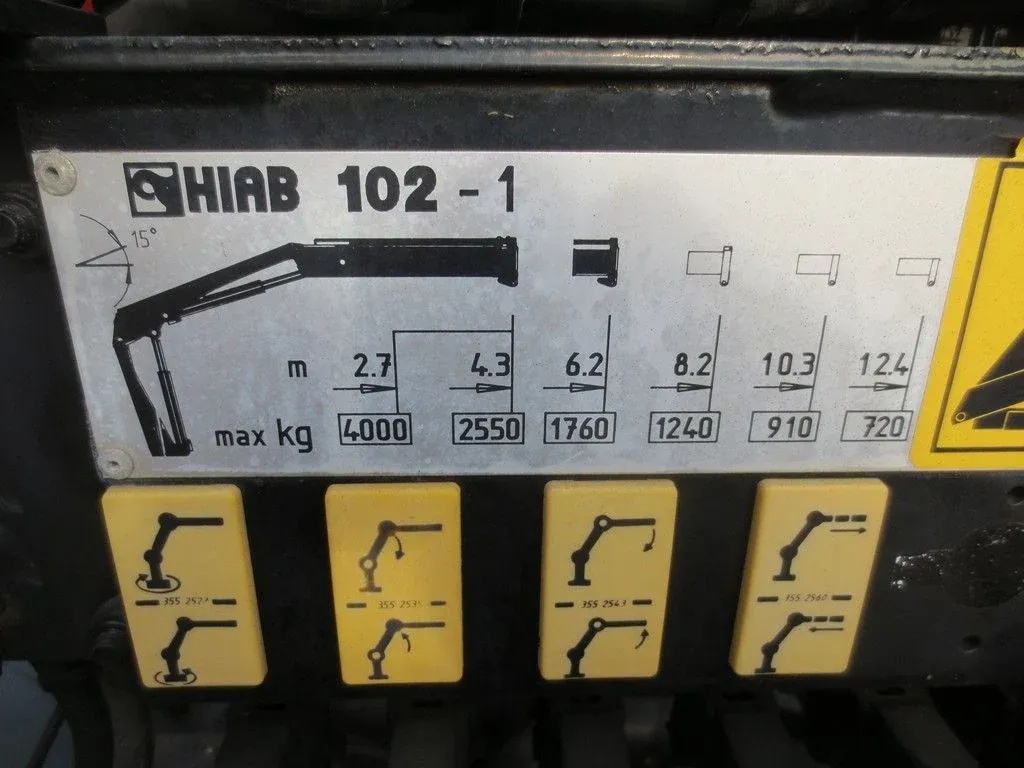 HIAB 102-1
15°
m 2.7 4.3 6.2 8.2 10.3 12.4
max kg 4000 2550 1760 1240 910 720
355 2543 355 2560